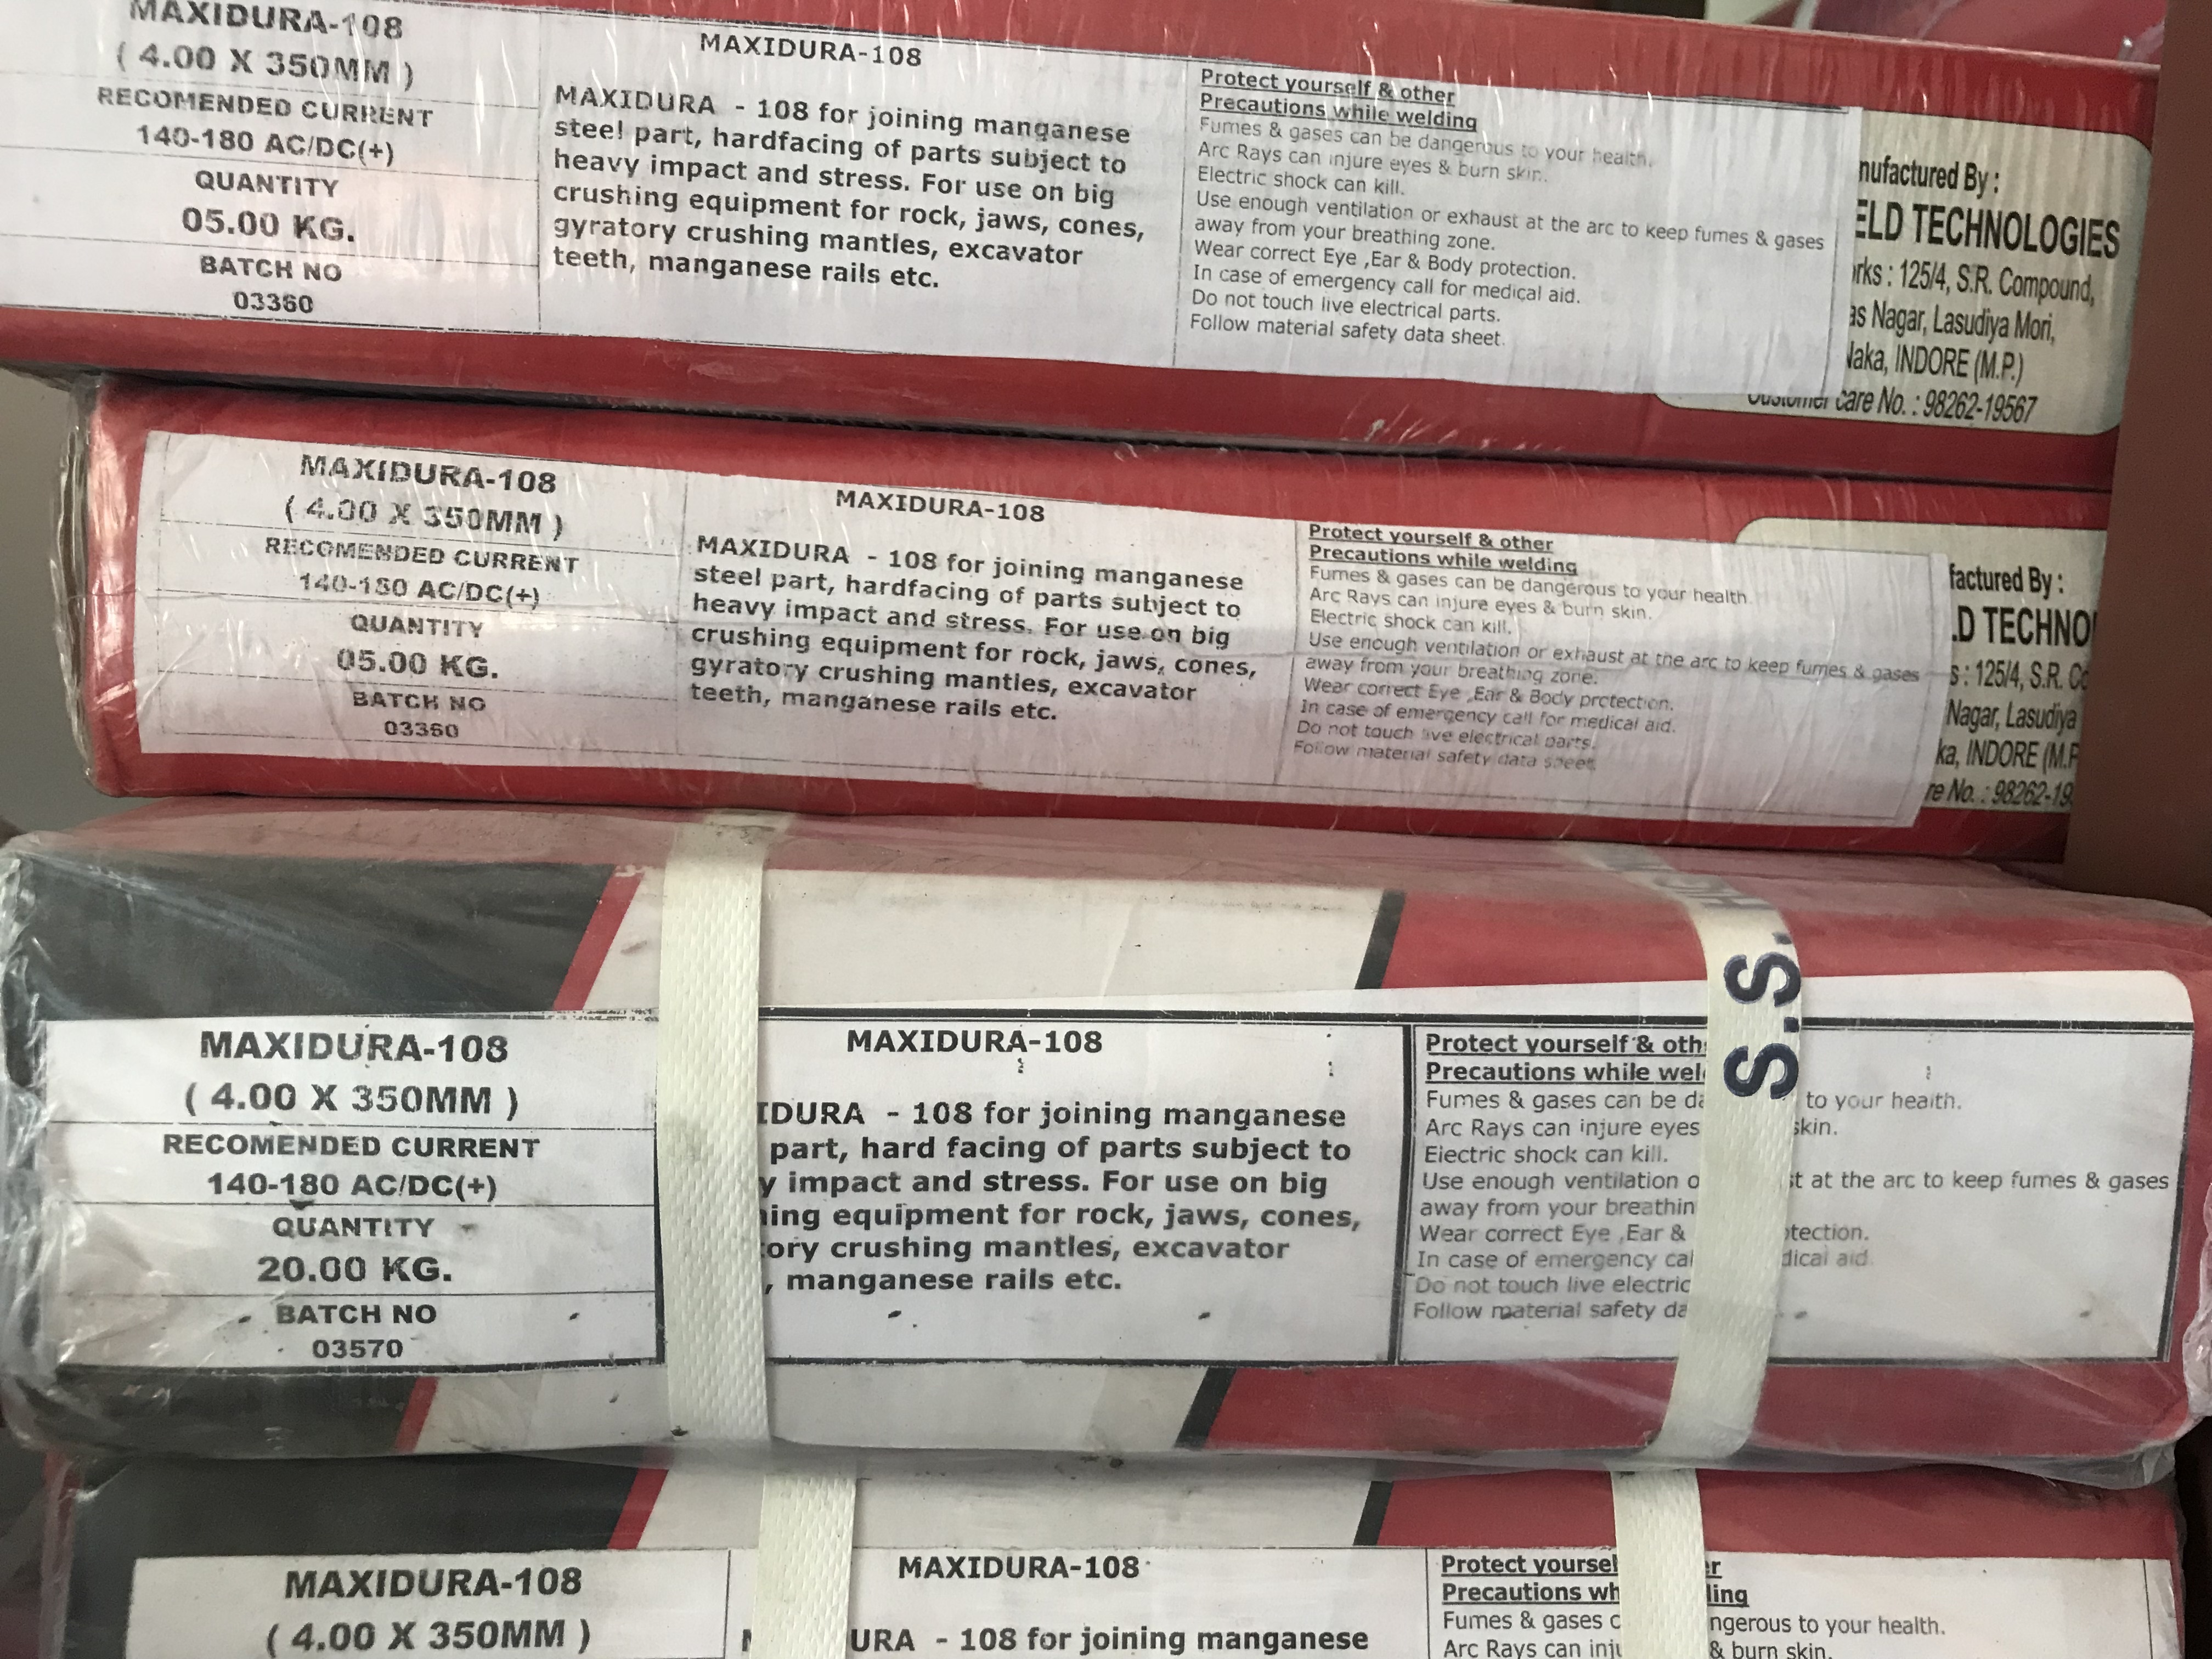 MAXIDURA-108
( 4.00 X 350MM )
RECOMENDED CURRENT
140-180 AC/DC(+)
QUANTITY
05.00 KG.
BATCH NO
03360
MAXIDURA-108
MAXIDURA - 108 for joining manganese
steel part, hardfacing of parts subject to
heavy impact and stress. For use on big
crushing equipment for rock, jaws, cones,
gyratory crushing mantles, excavator
teeth, manganese rails etc.
Protect yourself & other
Precautions while welding
Fumes & gases can be dangerous to your health.
Arc Rays can injure eyes & burn skin.
Electric shock can kill.
Use enough ventilation or exhaust at the arc to keep fumes & gases
away from your breathing zone.
Wear correct Eye ,Ear & Body protection.
In case of emergency call for medical aid.
Do not touch live electrical parts.
Follow material safety data sheet.
nufactured By :
ELD TECHNOLOGIES
rks : 125/4, S.R. Compound,
as Nagar, Lasudiya Mori,
Naka, INDORE (M.P.)
Customer care No. : 98262-19567
MAXIDURA-108
( 4.00 X 350MM )
RECOMENDED CURRENT
140-180 AC/DC(+)
QUANTITY
05.00 KG.
BATCH NO
03360
MAXIDURA-108
MAXIDURA - 108 for joining manganese
steel part, hardfacing of parts subject to
heavy impact and stress. For use on big
crushing equipment for rock, jaws, cones,
gyratory crushing mantles, excavator
teeth, manganese rails etc.
Protect yourself & other
Precautions while welding
Fumes & gases can be dangerous to your health.
Arc Rays can injure eyes & burn skin.
Electric shock can kill.
Use enough ventilation or exhaust at the arc to keep fumes & gases
away from your breathing zone.
Wear correct Eye ,Ear & Body protection.
In case of emergency call for medical aid.
Do not touch live electrical parts.
Follow material safety data sheet.
factured By :
LD TECHNO
s : 125/4, S.R. Co
Nagar, Lasudiya
ka, INDORE (M.P
re No. : 98262-19
MAXIDURA-108
( 4.00 X 350MM )
RECOMENDED CURRENT
140-180 AC/DC(+)
QUANTITY
20.00 KG.
BATCH NO
03570
MAXIDURA-108
IDURA - 108 for joining manganese
part, hard facing of parts subject to
y impact and stress. For use on big
ing equipment for rock, jaws, cones,
ory crushing mantles, excavator
, manganese rails etc.
Protect yourself & oth
Precautions while wel
Fumes & gases can be da to your health.
Arc Rays can injure eyes skin.
Electric shock can kill.
Use enough ventilation o st at the arc to keep fumes & gases
away from your breathin
Wear correct Eye ,Ear & otection.
In case of emergency cal dical aid.
Do not touch live electric
Follow material safety da
S.S.
MAXIDURA-108
( 4.00 X 350MM )
MAXIDURA-108
URA - 108 for joining manganese
Protect yoursel r
Precautions wh ling
Fumes & gases c ngerous to your health.
Arc Rays can inju & burn skin.